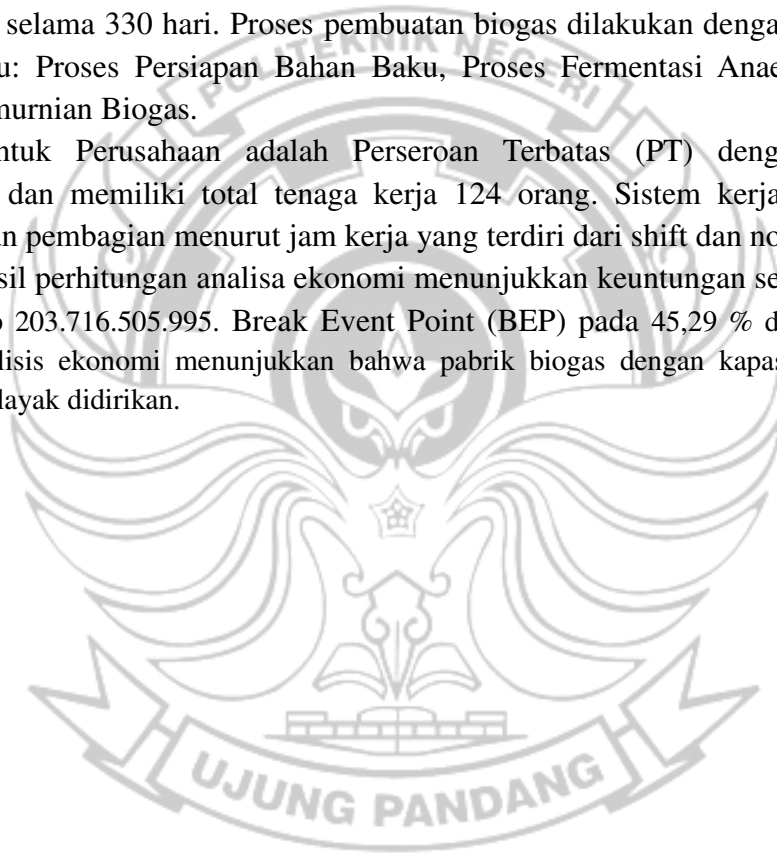 selama 330 hari. Proses pembuatan biogas dilakukan denga
u: Proses Persiapan Bahan Baku, Proses Fermentasi Anae
murnian Biogas.
ntuk Perusahaan adalah Perseroan Terbatas (PT) deng
dan memiliki total tenaga kerja 124 orang. Sistem kerja
n pembagian menurut jam kerja yang terdiri dari shift dan no
sil perhitungan analisa ekonomi menunjukkan keuntungan se
203.716.505.995. Break Event Point (BEP) pada 45,29 % d
lisis ekonomi menunjukkan bahwa pabrik biogas dengan kapas
layak didirikan.
POLITEKNIK NEGERI
UJUNG PANDANG